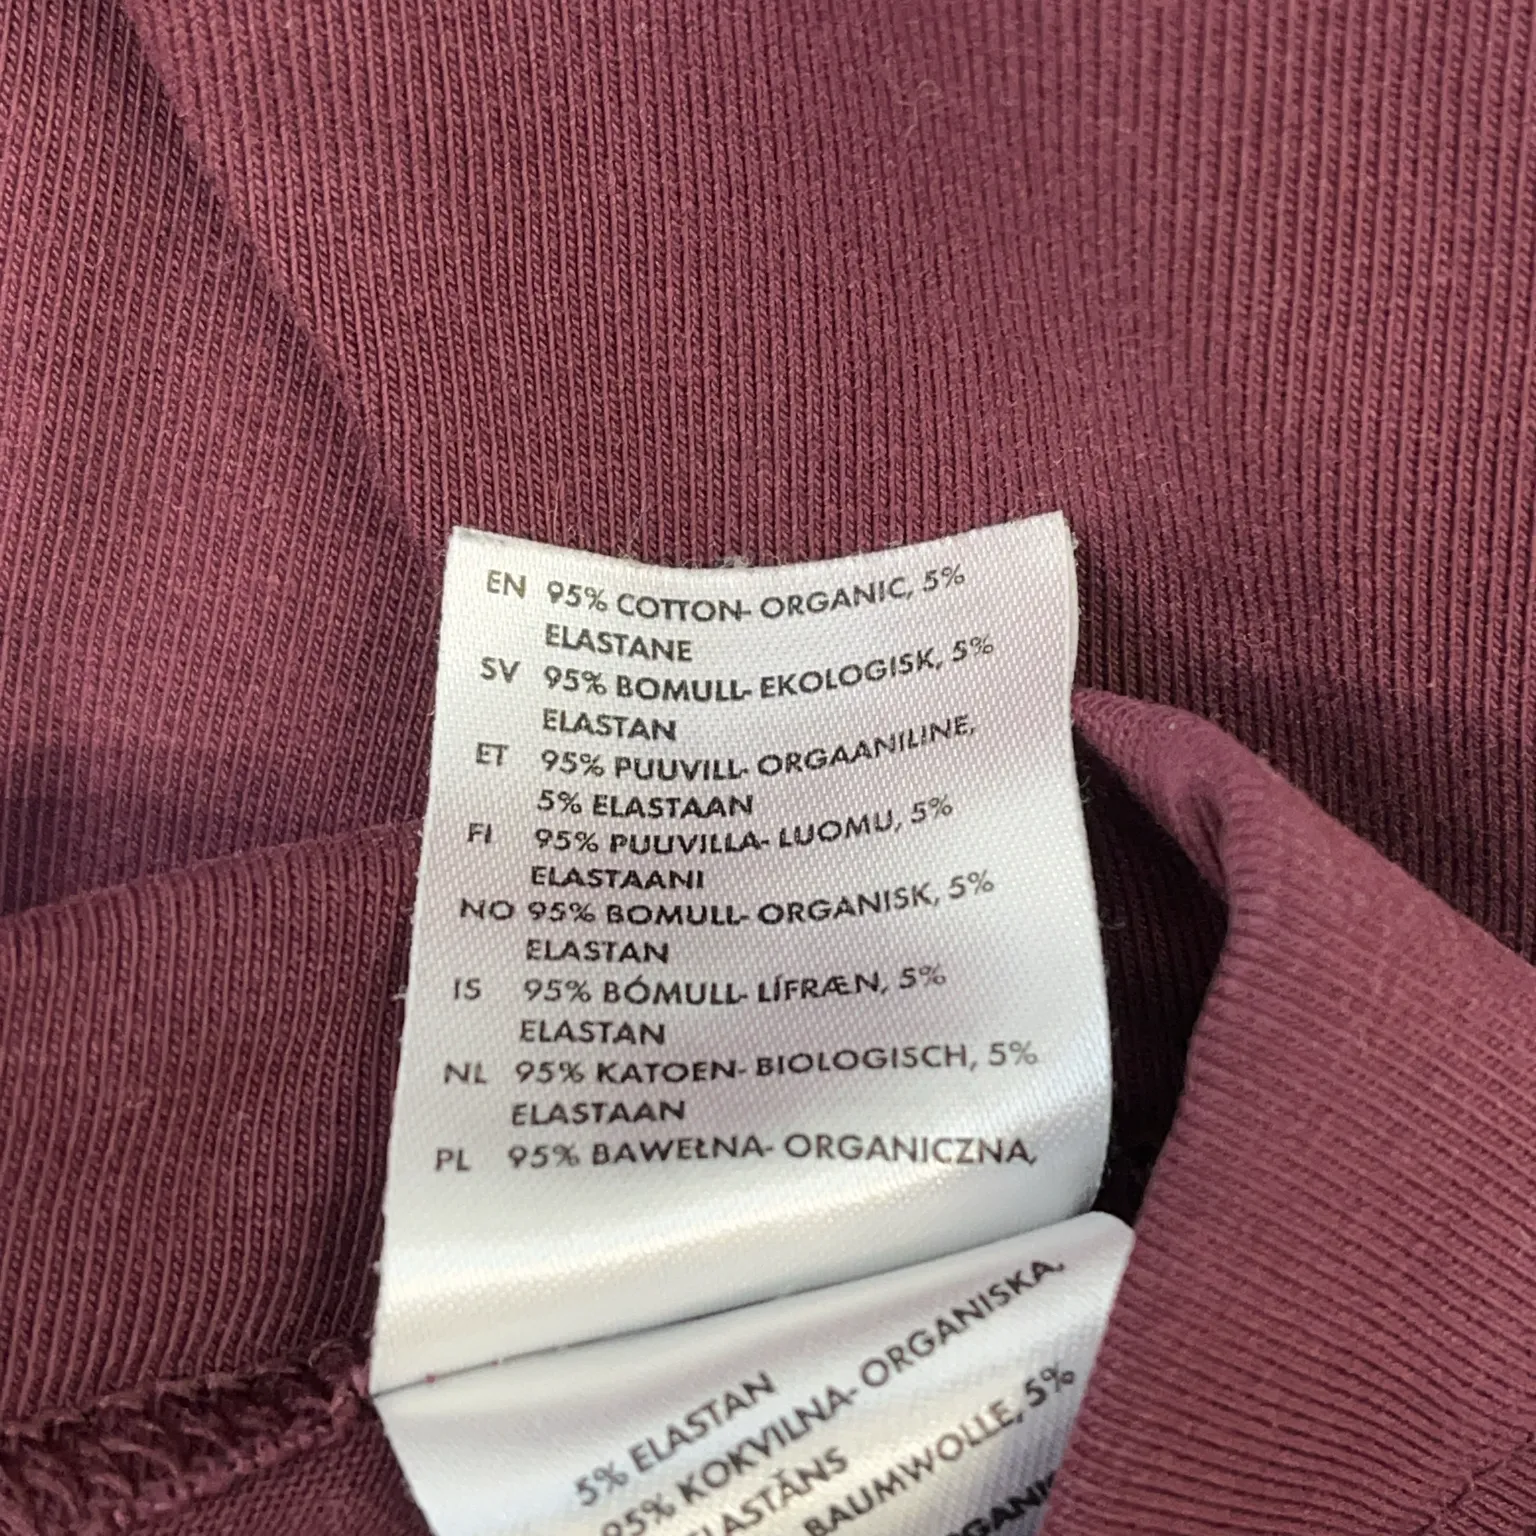 EN 95% COTTON- ORGANIC, 5%
ELASTANE
SV 95% BOMULL- EKOLOGISK, 5%
ELASTAN
ET 95% PUUVILL- ORGAANILINE,
5% ELASTAAN
FI 95% PUUVILLA- LUOMU, 5%
ELASTAANI
NO 95% BOMULL- ORGANISK, 5%
ELASTAN
IS 95% BÓMULL- LÍFRÆN, 5%
ELASTAN
NL 95% KATOEN- BIOLOGISCH, 5%
ELASTAAN
PL 95% BAWEŁNA- ORGANICZNA,
5% ELASTAN
95% KOKVILNA- ORGANISKA,
ELASTĀNS
BAUMWOLLE, 5%